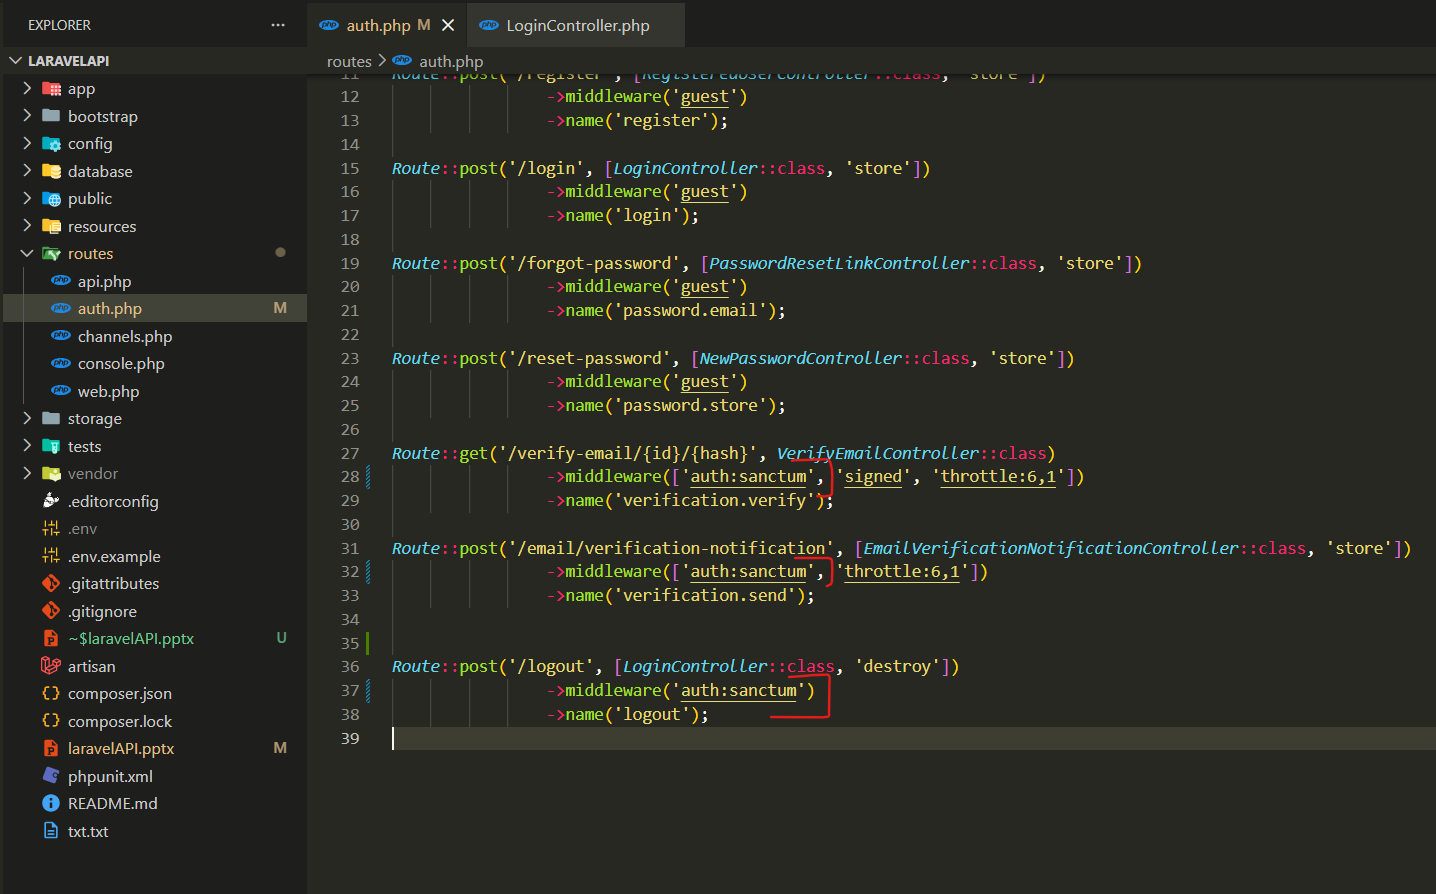 EXPLORER ···
LARAVELAPI
app
bootstrap
config
database
public
resources
routes
api.php
auth.php M
channels.php
console.php
web.php
storage
tests
vendor
.editorconfig
.env
.env.example
.gitattributes
.gitignore
~$laravelAPI.pptx U
artisan
composer.json
composer.lock
laravelAPI.pptx M
phpunit.xml
README.md
txt.txt
auth.php M LoginController.php
routes > auth.php
11 Route::post('/register', [RegisteredUserController::class, 'store'])
12 ->middleware('guest')
13 ->name('register');
14
15 Route::post('/login', [LoginController::class, 'store'])
16 ->middleware('guest')
17 ->name('login');
18
19 Route::post('/forgot-password', [PasswordResetLinkController::class, 'store'])
20 ->middleware('guest')
21 ->name('password.email');
22
23 Route::post('/reset-password', [NewPasswordController::class, 'store'])
24 ->middleware('guest')
25 ->name('password.store');
26
27 Route::get('/verify-email/{id}/{hash}', VerifyEmailController::class)
28 ->middleware(['auth:sanctum', 'signed', 'throttle:6,1'])
29 ->name('verification.verify');
30
31 Route::post('/email/verification-notification', [EmailVerificationNotificationController::class, 'store'])
32 ->middleware(['auth:sanctum', 'throttle:6,1'])
33 ->name('verification.send');
34
35
36 Route::post('/logout', [LoginController::class, 'destroy'])
37 ->middleware('auth:sanctum')
38 ->name('logout');
39